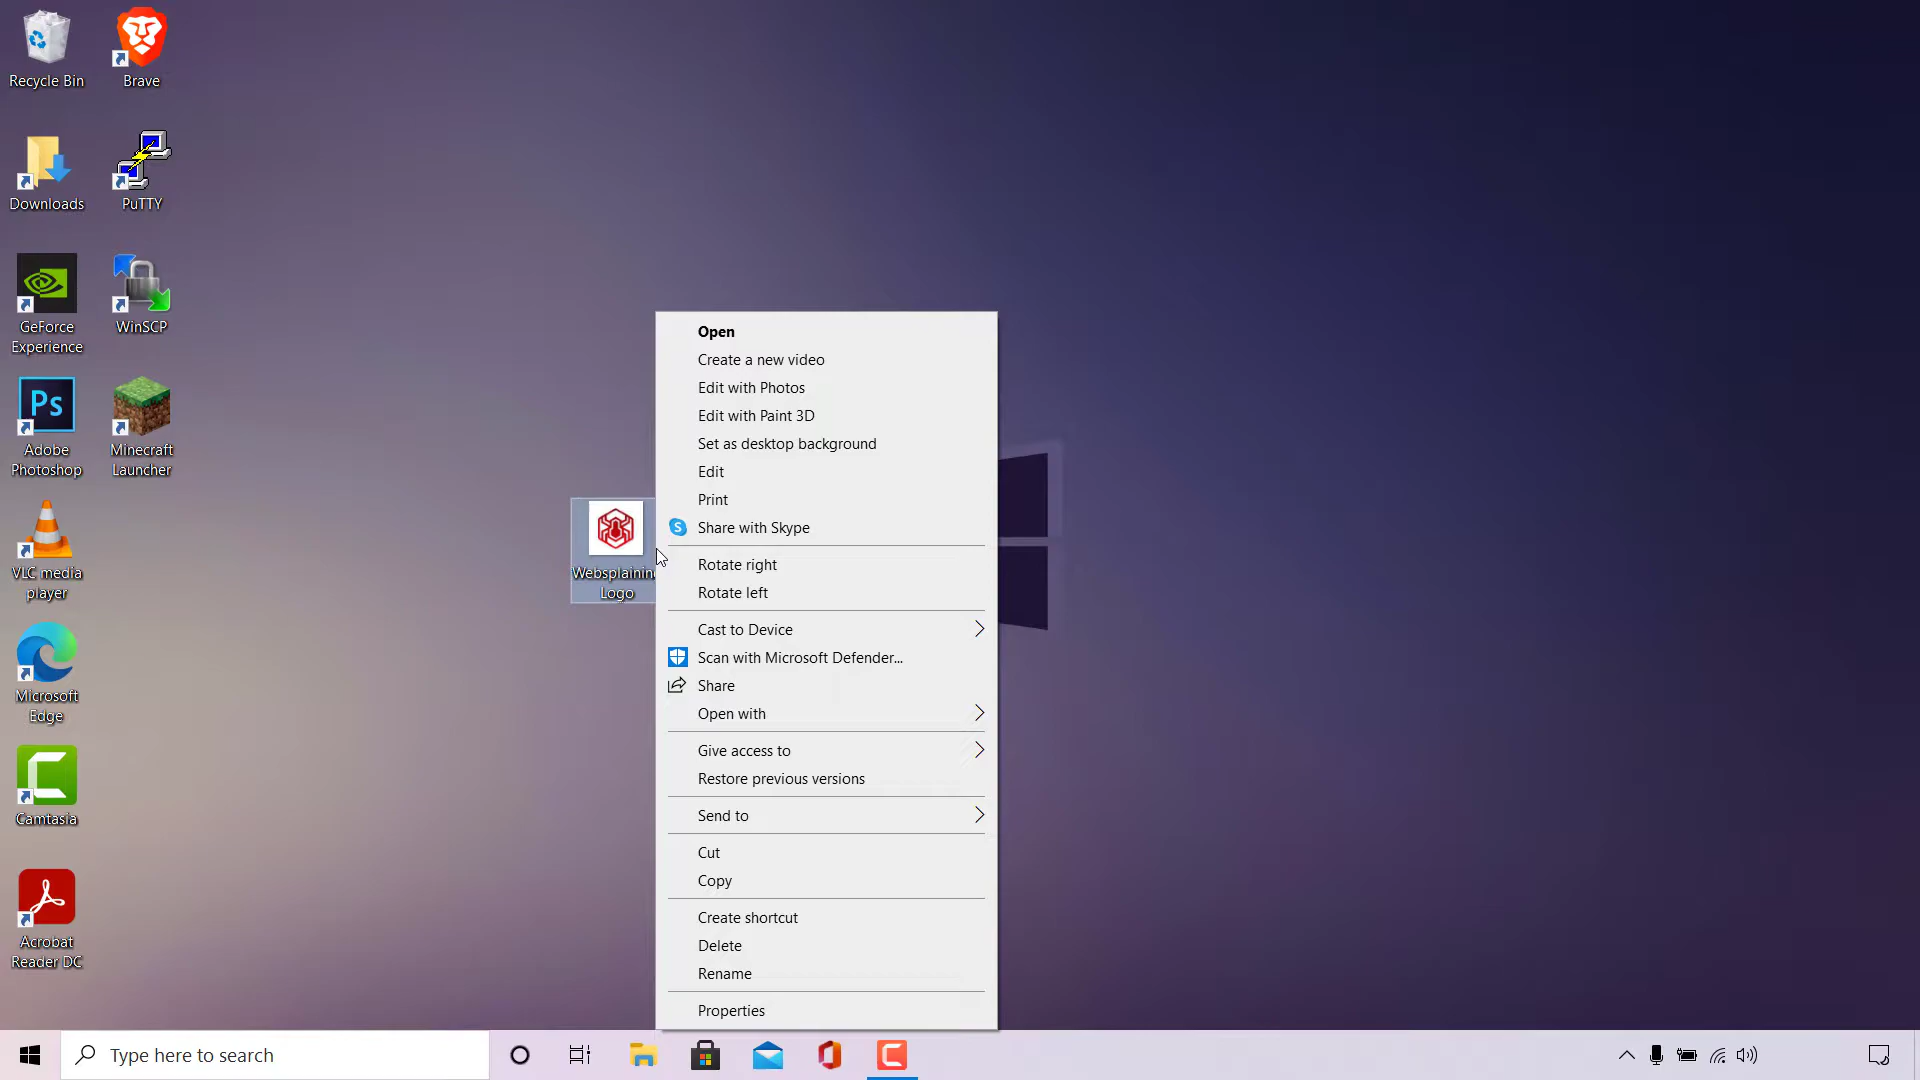 Recycle Bin
Brave
Downloads
PuTTY
GeForce
Experience
WinSCP
Ps
Adobe
Photoshop
Minecraft
Launcher
VLC media
player
Microsoft
Edge
Camtasia
Acrobat
Reader DC
Websplaining
Logo
Open
Create a new video
Edit with Photos
Edit with Paint 3D
Set as desktop background
Edit
Print
S Share with Skype
Rotate right
Rotate left
Cast to Device
Scan with Microsoft Defender...
Share
Open with
Give access to
Restore previous versions
Send to
Cut
Copy
Create shortcut
Delete
Rename
Properties
Type here to search